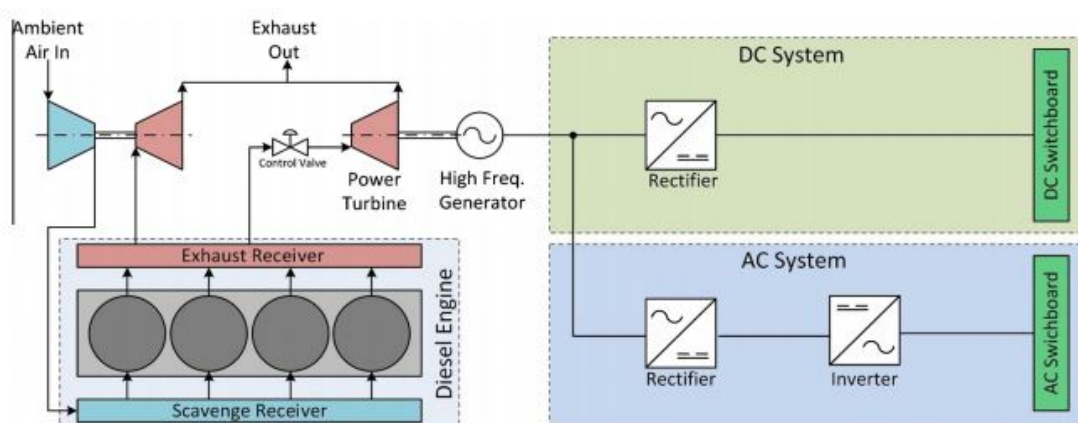 Ambient
Air In
Exhaust
Out
Control Valve
Power
Turbine
High Freq.
Generator
Exhaust Receiver
Diesel Engine
Scavenge Receiver
DC System
Rectifier
DC Switchboard
AC System
Rectifier
Inverter
AC Swichboard